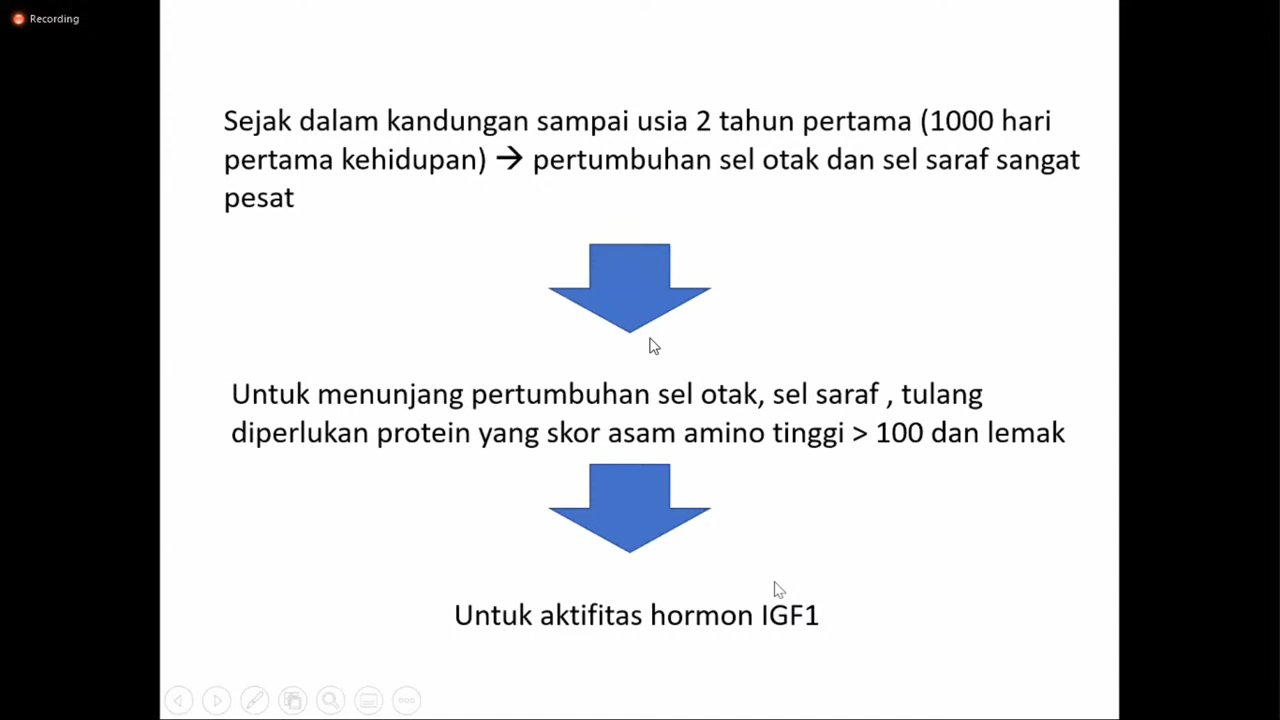 Recording
Sejak dalam kandungan sampai usia 2 tahun pertama (1000 hari
pertama kehidupan) → pertumbuhan sel otak dan sel saraf sangat
pesat
Untuk menunjang pertumbuhan sel otak, sel saraf , tulang
diperlukan protein yang skor asam amino tinggi > 100 dan lemak
Untuk aktifitas hormon IGF1